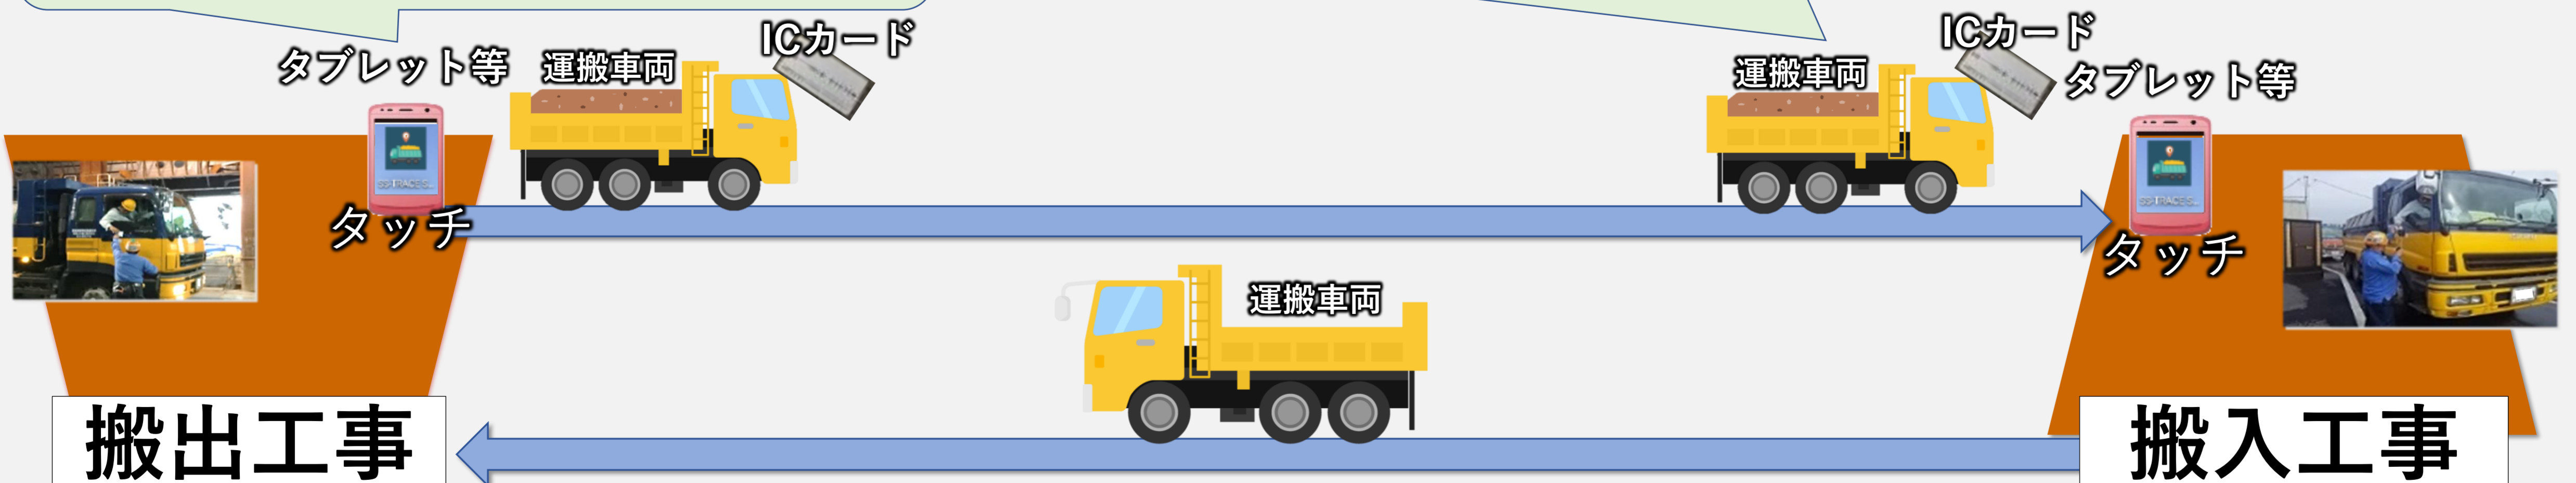 ICカード
タブレット等
運搬車両
タッチ
運搬車両
ICカード
タブレット等
タッチ
運搬車両
搬出工事
搬入工事